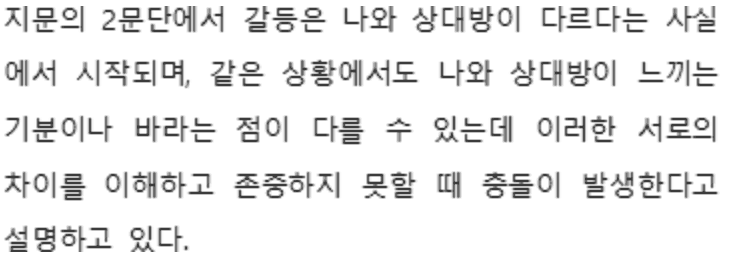 지문의 2문단에서 갈등은 나와 상대방이 다르다는 사실
에서 시작되며, 같은 상황에서도 나와 상대방이 느끼는
기분이나 바라는 점이 다를 수 있는데 이러한 서로의
차이를 이해하고 존중하지 못할 때 충돌이 발생한다고
설명하고 있다.